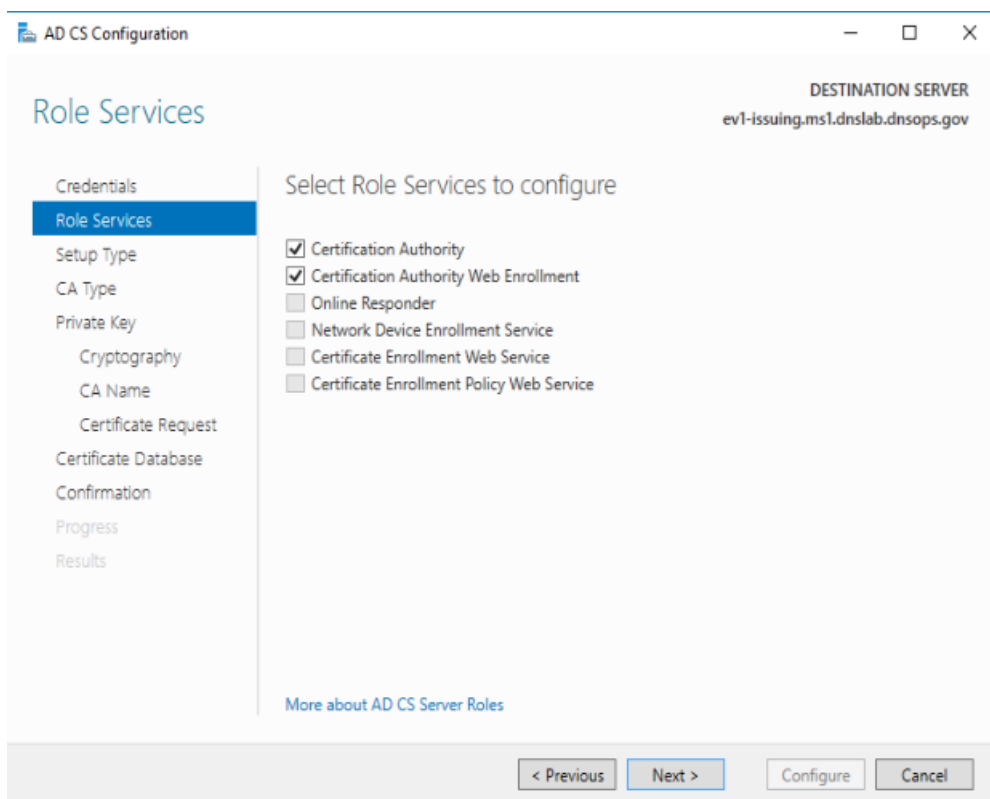 AD CS Configuration
DESTINATION SERVER
ev1-issuing.ms1.dnslab.dnsops.gov
Role Services
Credentials
Role Services
Setup Type
CA Type
Private Key
Cryptography
CA Name
Certificate Request
Certificate Database
Confirmation
Progress
Results
Select Role Services to configure
Certification Authority
Certification Authority Web Enrollment
Online Responder
Network Device Enrollment Service
Certificate Enrollment Web Service
Certificate Enrollment Policy Web Service
More about AD CS Server Roles
< Previous
Next >
Configure
Cancel